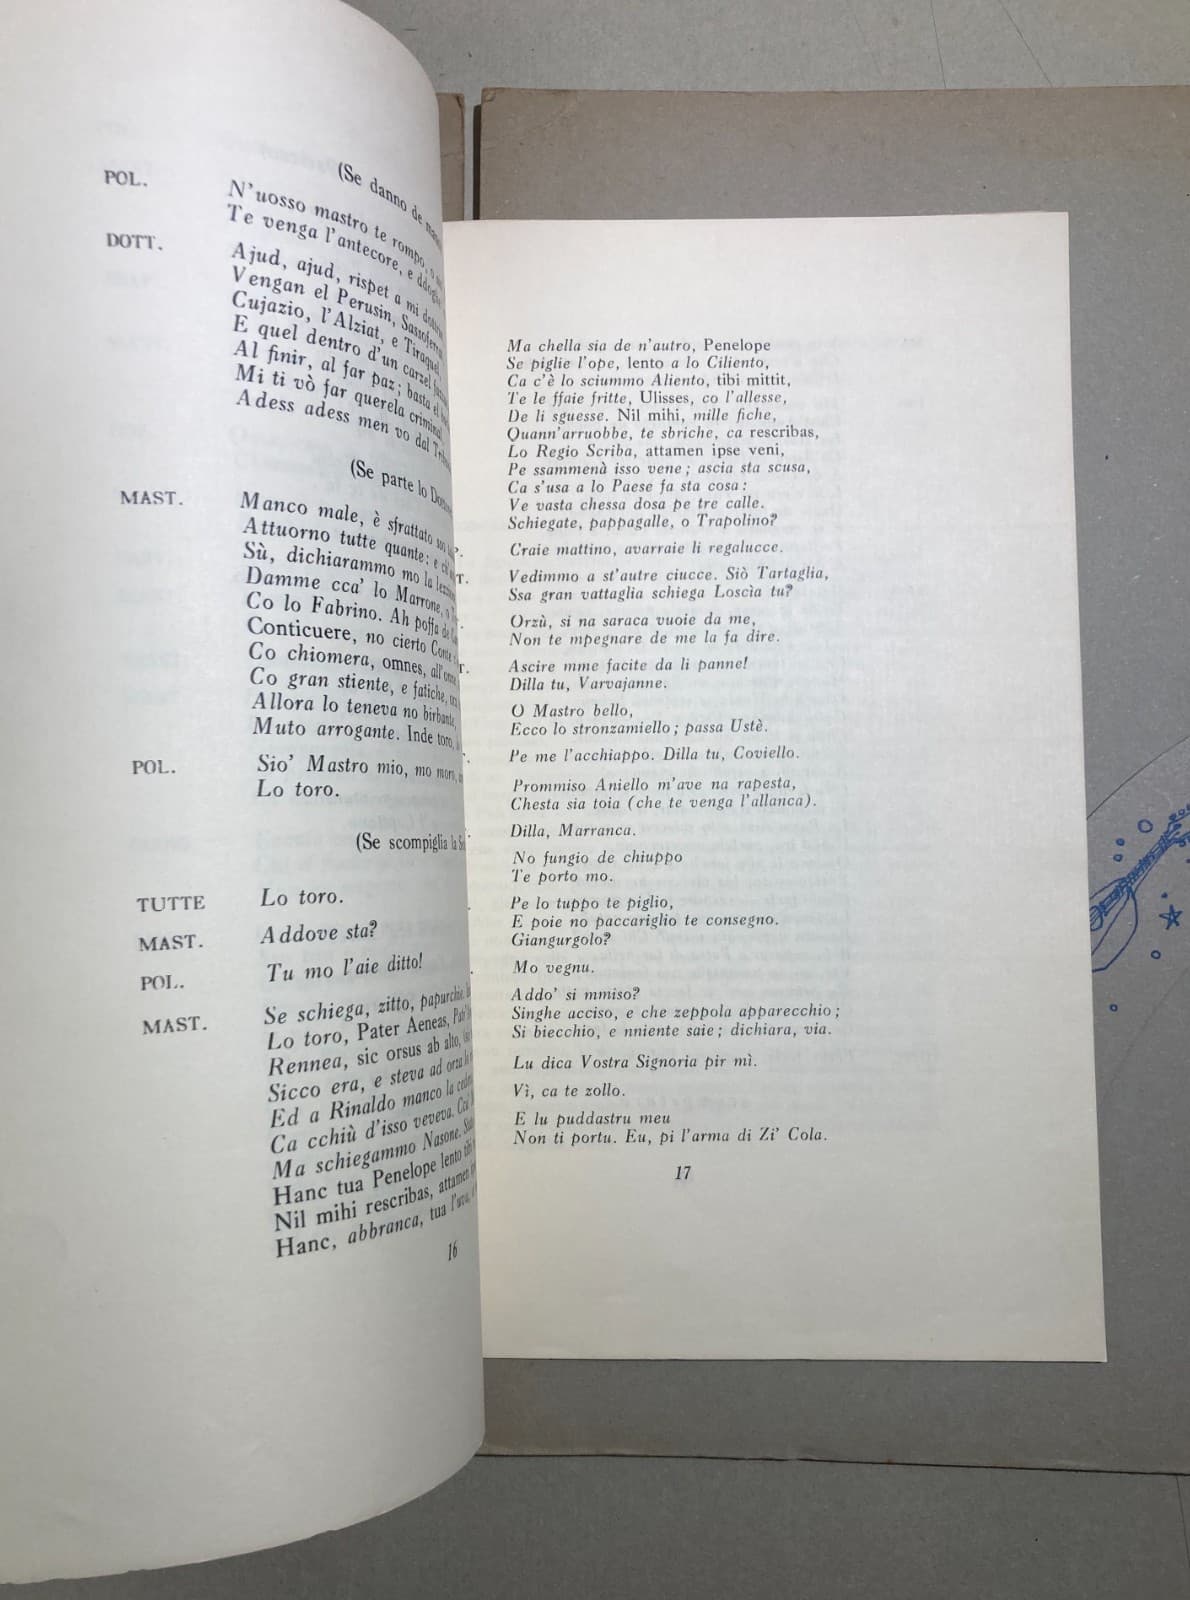 (Se danno de
POL.
N'uosso mastro te rompo, o
Te venga l'antecore, e ddoglie
DOTT.
Ajud, ajud, rispet a mi
Vengan el Perusin,
Cujazio, l'Alziat, e Tiraquel,
E quel dentro d'un carzel
Al finir, al far paz; basta el
Mi ti vò far querela criminal,
Adess adess men vo dal
(Se parte lo
MAST.
Manco male, è sfrattato
Attuorno tutte quante: e
Sù, dichiarammo mo la
Damme cca' lo Marrone, o
Co lo Fabrino. Ah poffa de
Conticuere, no cierto Conte
Co chiomera, omnes,
Co gran stiente, e fatiche,
Allora lo teneva no birbante,
Muto arrogante. Inde toro,
POL.
Sio' Mastro mio, mo moro,
Lo toro.
(Se scompiglia la
TUTTE
Lo toro.
MAST.
Addove sta?
POL.
Tu mo l'aie ditto!
MAST.
Se schiega, zitto, papurchie,
Lo toro, Pater Aeneas,
Rennea, sic orsus ab alto,
Sicco era, e steva ad orza
Ed a Rinaldo manco la
Ca cchiù d'isso veveva.
Ma schiegammo Nasone.
Hanc tua Penelope lento tibi
Nil mihi rescribas, attamen
Hanc, abbranca, tua l'uva,
16
Ma chella sia de n'autro, Penelope
Se piglie l'ope, lento a lo Ciliento,
Ca c'è lo sciummo Aliento, tibi mittit,
Te le ffaie fritte, Ulisses, co l'allesse,
De li sguesse. Nil mihi, mille fiche,
Quann'arruobbe, te sbriche, ca rescribas,
Lo Regio Scriba, attamen ipse veni,
Pe ssammenà isso vene; ascia sta scusa,
Ca s'usa a lo Paese fa sta cosa:
Ve vasta chessa dosa pe tre calle.
Schiegate, pappagalle, o Trapolino?
Craie mattino, avarraie li regalucce.
Vedimmo a st'autre ciucce. Siò Tartaglia,
Ssa gran vattaglia schiega Loscìa tu?
Orzù, si na saraca vuoie da me,
Non te mpegnare de me la fa dire.
Ascire mme facite da li panne!
Dilla tu, Varvajanne.
O Mastro bello,
Ecco lo stronzamiello; passa Ustè.
Pe me l'acchiappo. Dilla tu, Coviello.
Prommiso Aniello m'ave na rapesta,
Chesta sia toia (che te venga l'allanca).
Dilla, Marranca.
No fungio de chiuppo
Te porto mo.
Pe lo tuppo te piglio,
E poie no paccariglio te consegno.
Giangurgolo?
Mo vegnu.
Addo' si mmiso?
Singhe acciso, e che zeppola apparecchio;
Si biecchio, e nniente saie; dichiara, via.
Lu dica Vostra Signoria pir mì.
Vì, ca te zollo.
E lu puddastru meu
Non ti portu. Eu, pi l'arma di Zi' Cola.
17